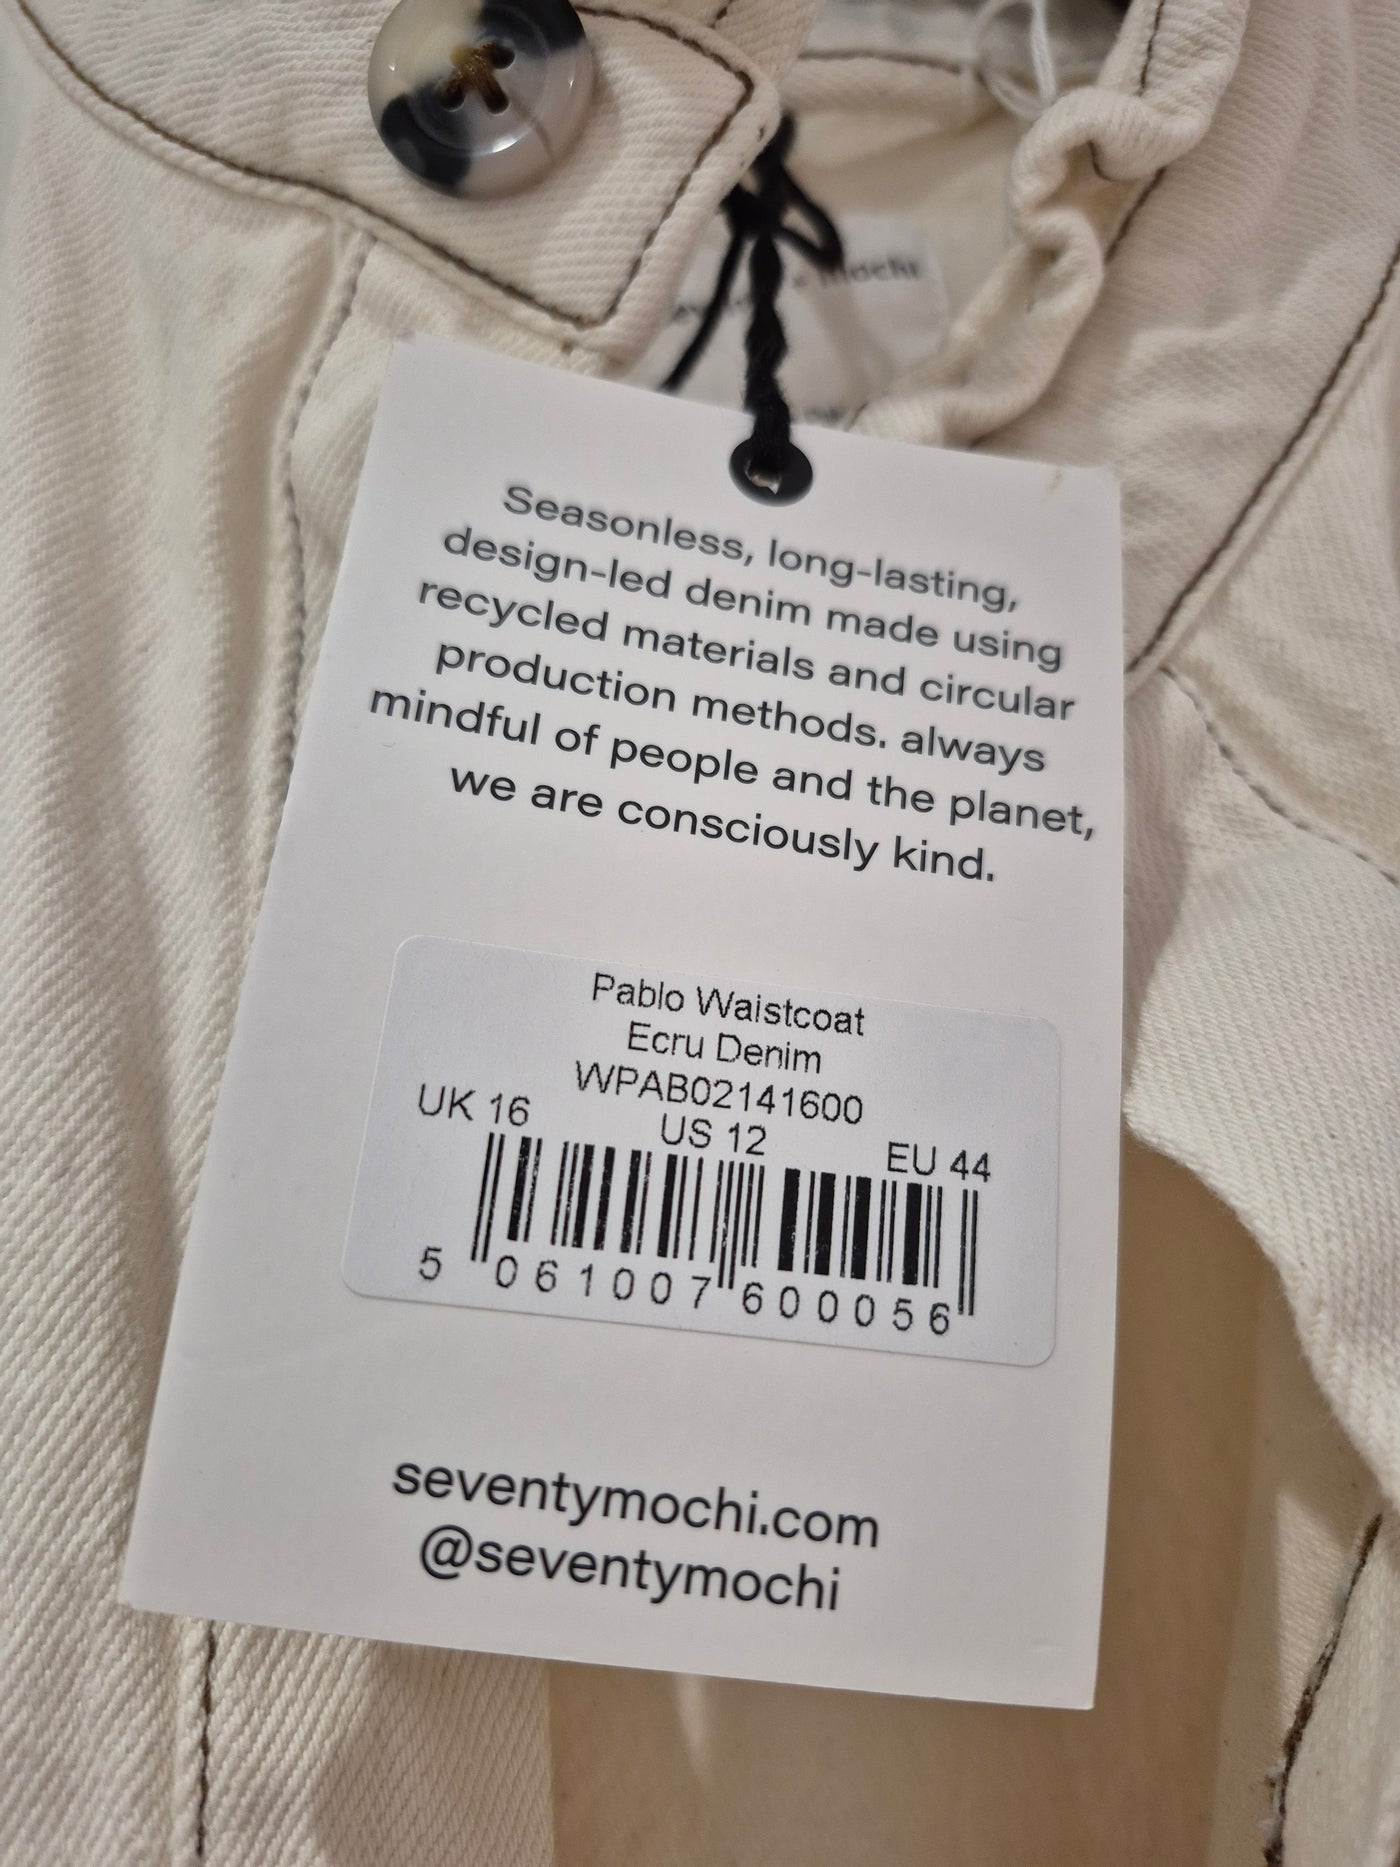 mochi
Seasonless, long-lasting,
design-led denim made using
recycled materials and circular
production methods. always
mindful of people and the planet,
we are consciously kind.
Pablo Waistcoat
Ecru Denim
WPAB02141600
UK 16 US 12 EU 44
5 061007 600056
seventymochi.com
@seventymochi